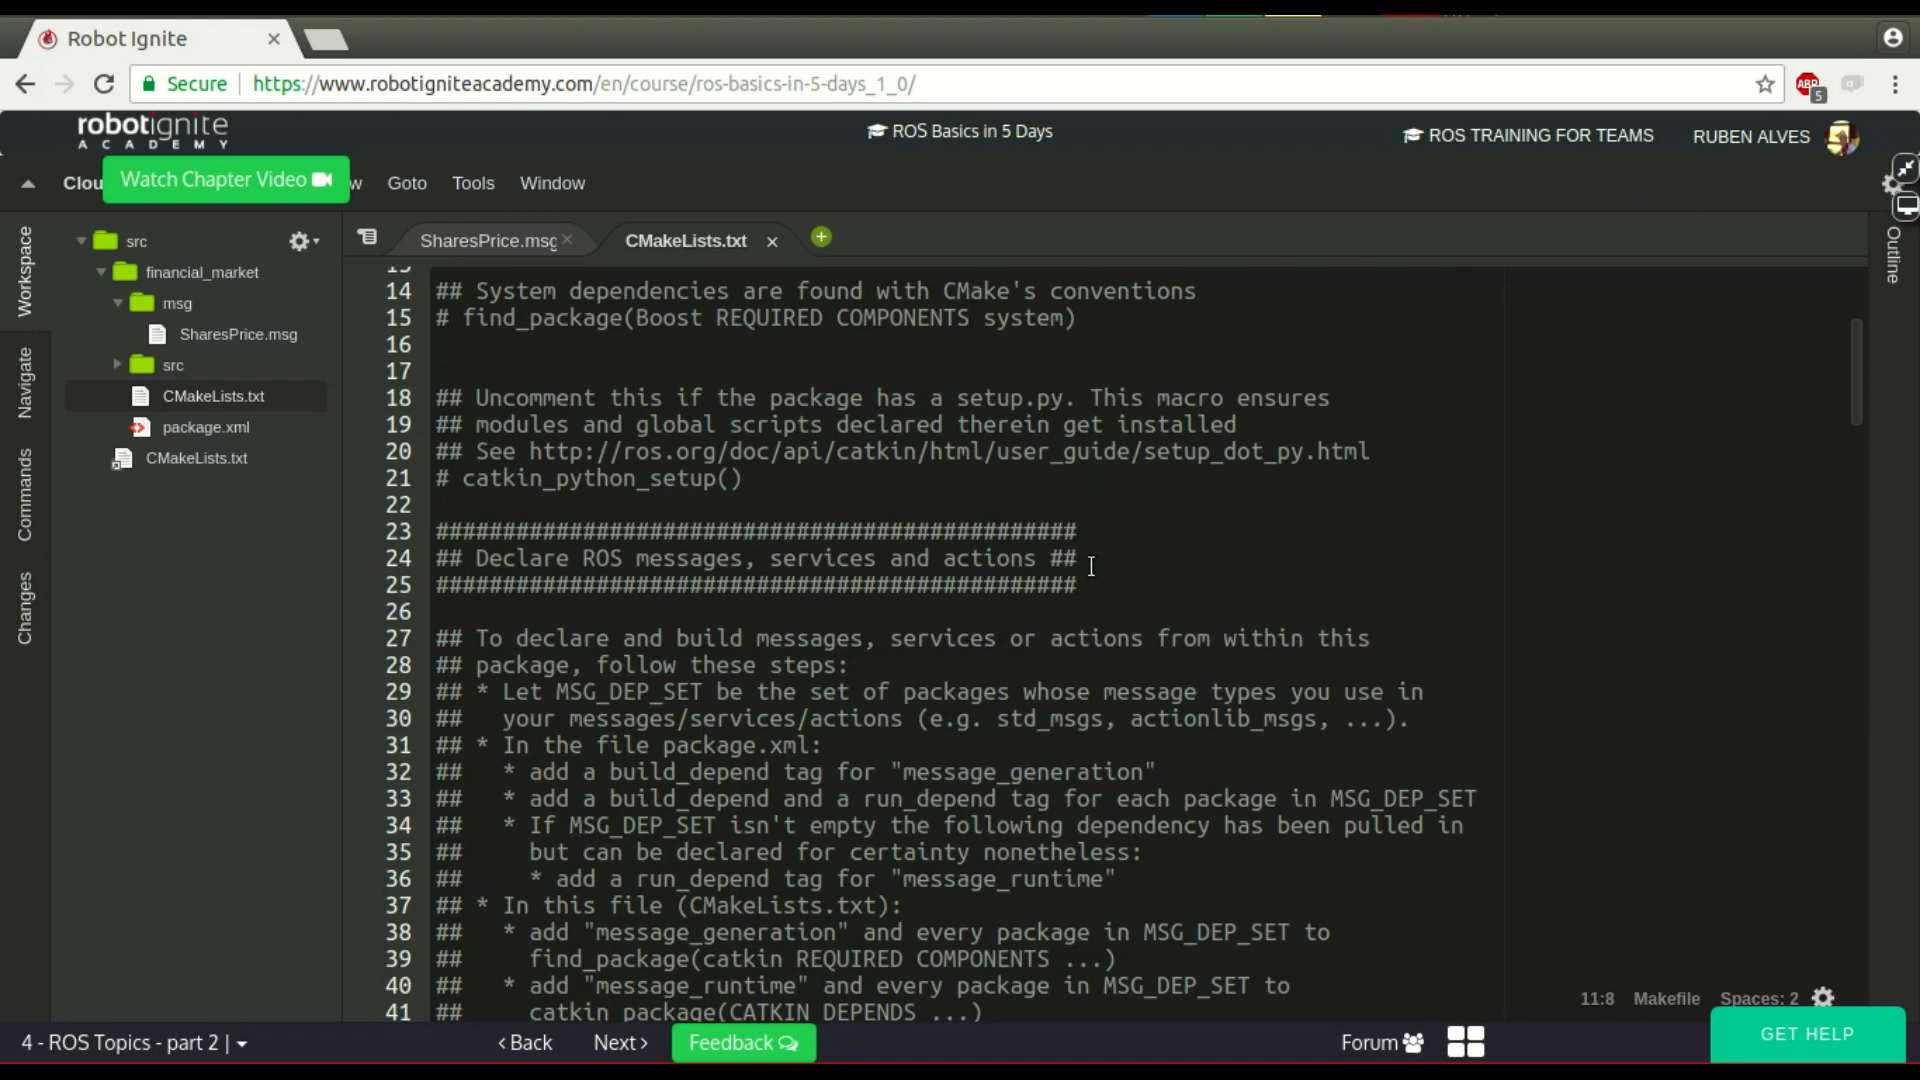 Robot Ignite
Secure https://www.robotigniteacademy.com/en/course/ros-basics-in-5-days_1_0/
ABP
5
robotignite
ACADEMY
ROS Basics in 5 Days
ROS TRAINING FOR TEAMS
RUBEN ALVES
Clou
Watch Chapter Video
w Goto Tools Window
Workspace
Navigate
Commands
Changes
Outline
src
financial_market
msg
SharesPrice.msg
src
CMakeLists.txt
package.xml
CMakeLists.txt
SharesPrice.msg
CMakeLists.txt
14 ## System dependencies are found with CMake's conventions
15 # find_package(Boost REQUIRED COMPONENTS system)
16
17
18 ## Uncomment this if the package has a setup.py. This macro ensures
19 ## modules and global scripts declared therein get installed
20 ## See http://ros.org/doc/api/catkin/html/user_guide/setup_dot_py.html
21 # catkin_python_setup()
22
23 ################################################
24 ## Declare ROS messages, services and actions ##
25 ################################################
26
27 ## To declare and build messages, services or actions from within this
28 ## package, follow these steps:
29 ## * Let MSG_DEP_SET be the set of packages whose message types you use in
30 ##   your messages/services/actions (e.g. std_msgs, actionlib_msgs, ...).
31 ## * In the file package.xml:
32 ##   * add a build_depend tag for "message_generation"
33 ##   * add a build_depend and a run_depend tag for each package in MSG_DEP_SET
34 ##   * If MSG_DEP_SET isn't empty the following dependency has been pulled in
35 ##     but can be declared for certainty nonetheless:
36 ##     * add a run_depend tag for "message_runtime"
37 ## * In this file (CMakeLists.txt):
38 ##   * add "message_generation" and every package in MSG_DEP_SET to
39 ##     find_package(catkin REQUIRED COMPONENTS ...)
40 ##   * add "message_runtime" and every package in MSG_DEP_SET to
41 ##     catkin_package(CATKIN_DEPENDS ...)
11:8 Makefile Spaces: 2
4 - ROS Topics - part 2 |
‹ Back
Next ›
Feedback
Forum
GET HELP